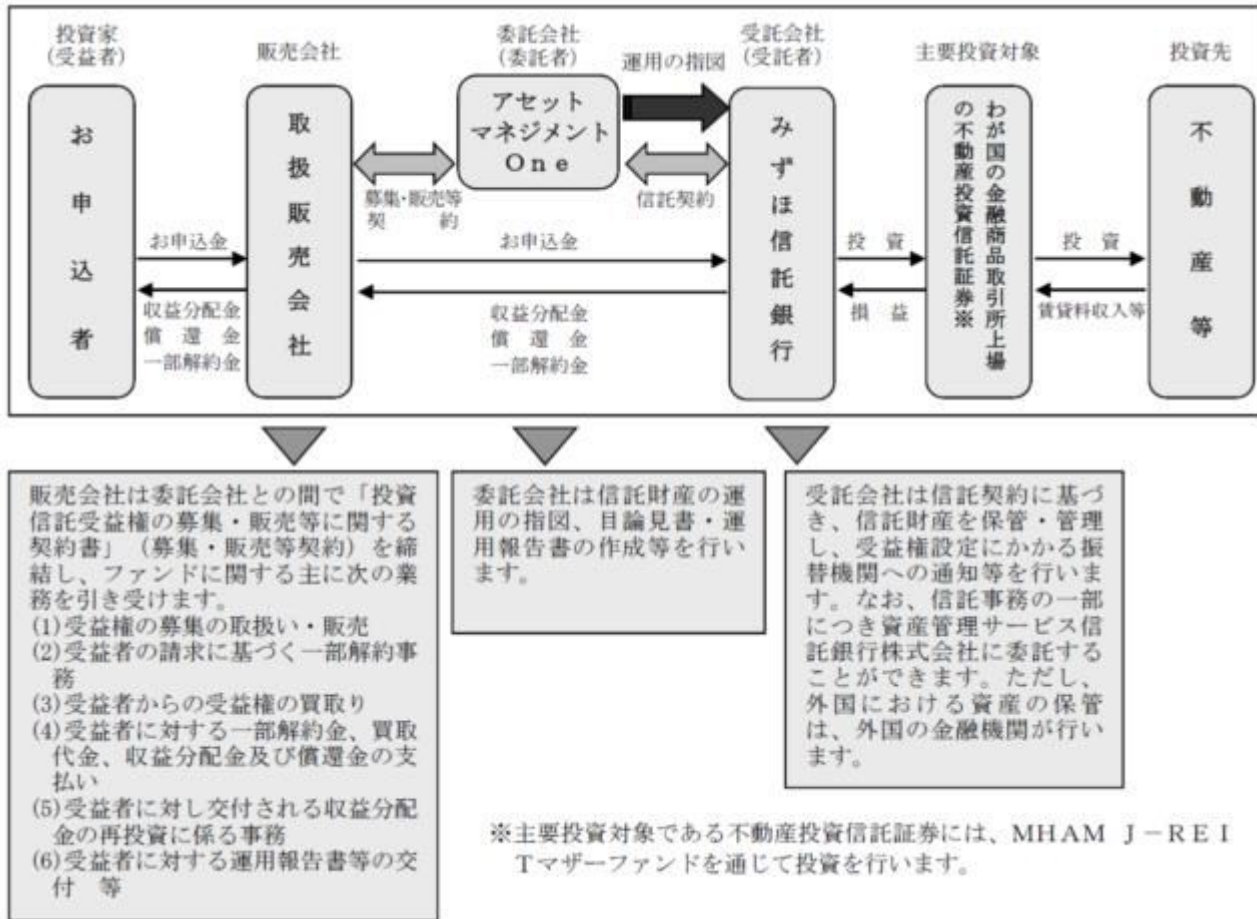 投資家
(受益者)
販売会社
委託会社
(委託者)
運用の指図
受託会社
(受託者)
主要投資対象
投資先
お申込者
取扱販売会社
アセット
マネジメント
One
みずほ信託銀行
わが国の金融商品取引所上場
の不動産投資信託証券※
不動産等
募集・販売等
契約
信託契約
お申込金
お申込金
投資
投資
収益分配金
償還金
一部解約金
収益分配金
償還金
一部解約金
損益
賃貸料収入等
販売会社は委託会社との間で「投資
信託受益権の募集・販売等に関する
契約書」（募集・販売等契約）を締
結し、ファンドに関する主に次の業
務を引き受けます。
(1)受益権の募集の取扱い・販売
(2)受益者の請求に基づく一部解約事
務
(3)受益者からの受益権の買取り
(4)受益者に対する一部解約金、買取
代金、収益分配金及び償還金の支
払い
(5)受益者に対し交付される収益分配
金の再投資に係る事務
(6)受益者に対する運用報告書等の交
付 等
委託会社は信託財産の運
用の指図、目論見書・運
用報告書の作成等を行い
ます。
受託会社は信託契約に基づ
き、信託財産を保管・管理
し、受益権設定にかかる振
替機関への通知等を行いま
す。なお、信託事務の一部
につき資産管理サービス信
託銀行株式会社に委託する
ことができます。ただし、
外国における資産の保管
は、外国の金融機関が行い
ます。
※主要投資対象である不動産投資信託証券には、MHAM J－REI
Tマザーファンドを通じて投資を行います。